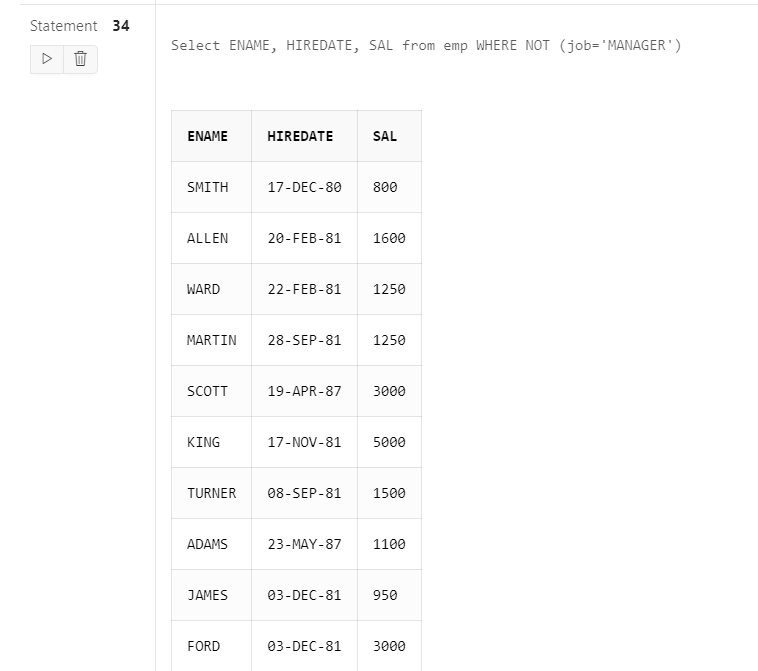 Statement 34
Select ENAME, HIREDATE, SAL from emp WHERE NOT (job='MANAGER')
ENAME HIREDATE SAL
SMITH 17-DEC-80 800
ALLEN 20-FEB-81 1600
WARD 22-FEB-81 1250
MARTIN 28-SEP-81 1250
SCOTT 19-APR-87 3000
KING 17-NOV-81 5000
TURNER 08-SEP-81 1500
ADAMS 23-MAY-87 1100
JAMES 03-DEC-81 950
FORD 03-DEC-81 3000